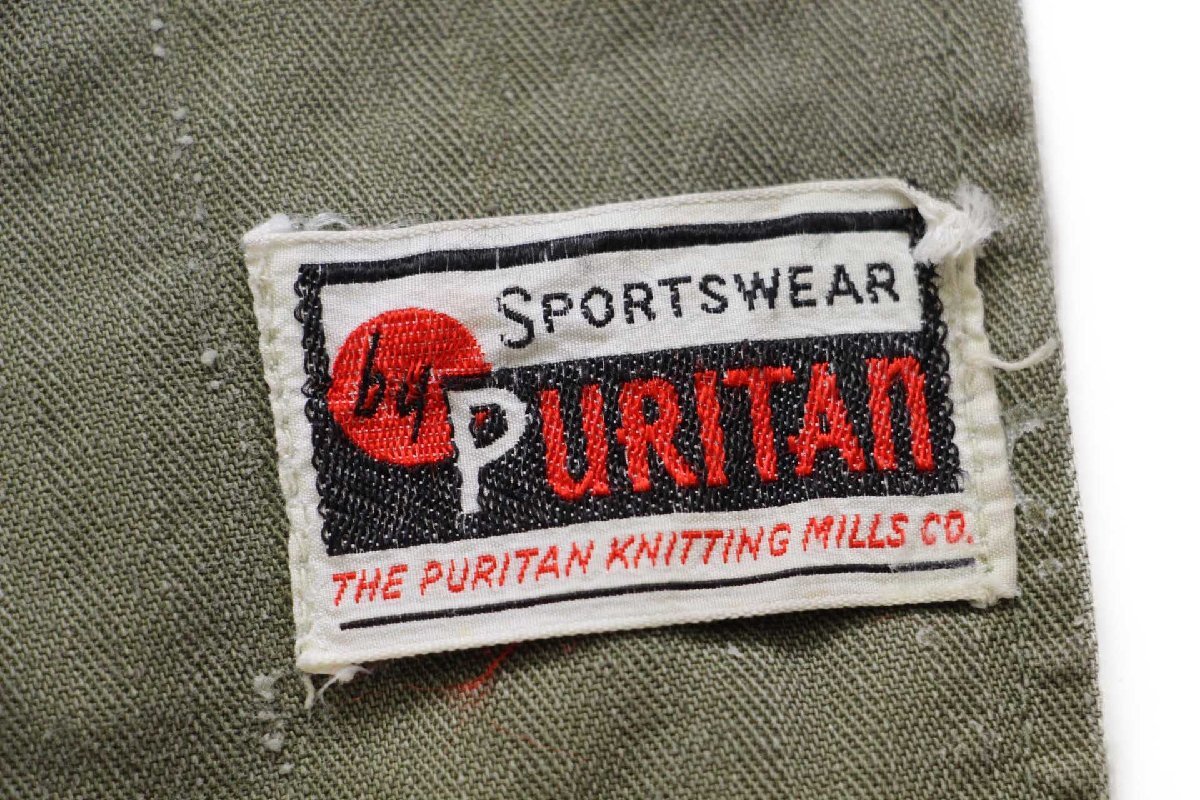 SPORTSWEAR
by PURITAN
THE PURITAN KNITTING MILLS CO.